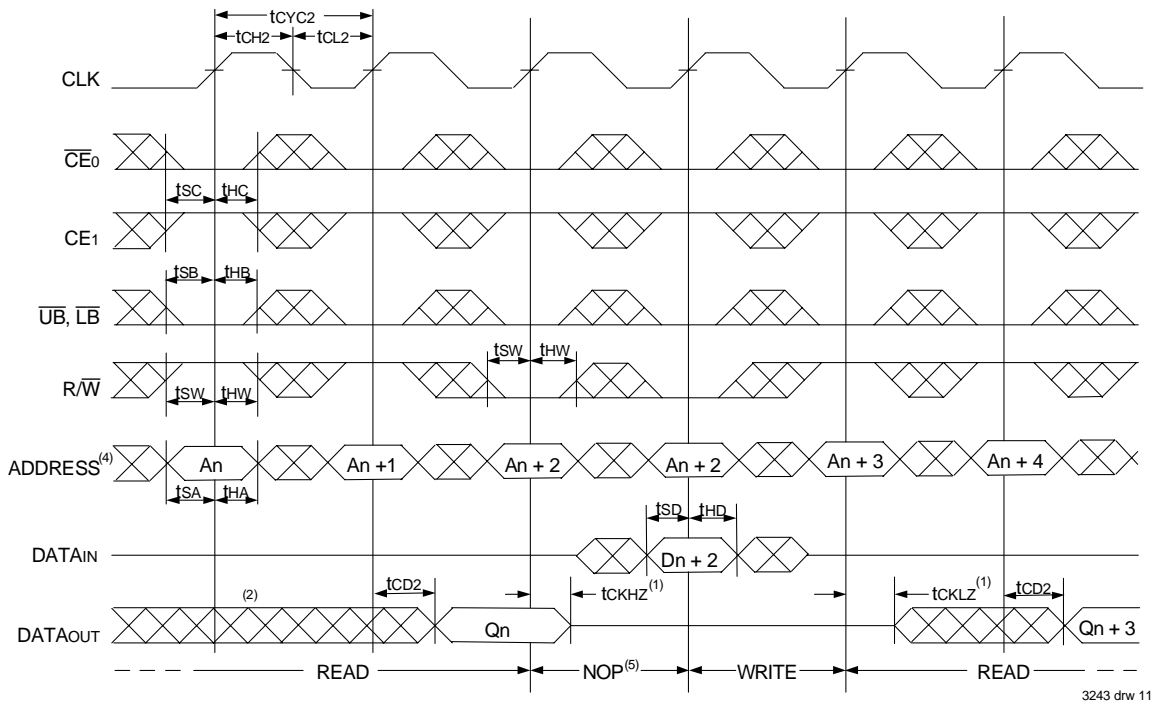 tCYC2
tCH2 tCL2
CLK
CE0
tSC tHC
CE1
tSB tHB
UB, LB
tSW tHW
R/W
tSW tHW
ADDRESS(4) An An +1 An + 2 An + 2 An + 3 An + 4
tSA tHA
tSD tHD
DATAIN Dn + 2
tCD2 tCKHZ(1) tCKLZ(1) tCD2
(2)
DATAOUT Qn Qn + 3
READ NOP(5) WRITE READ
3243 drw 11